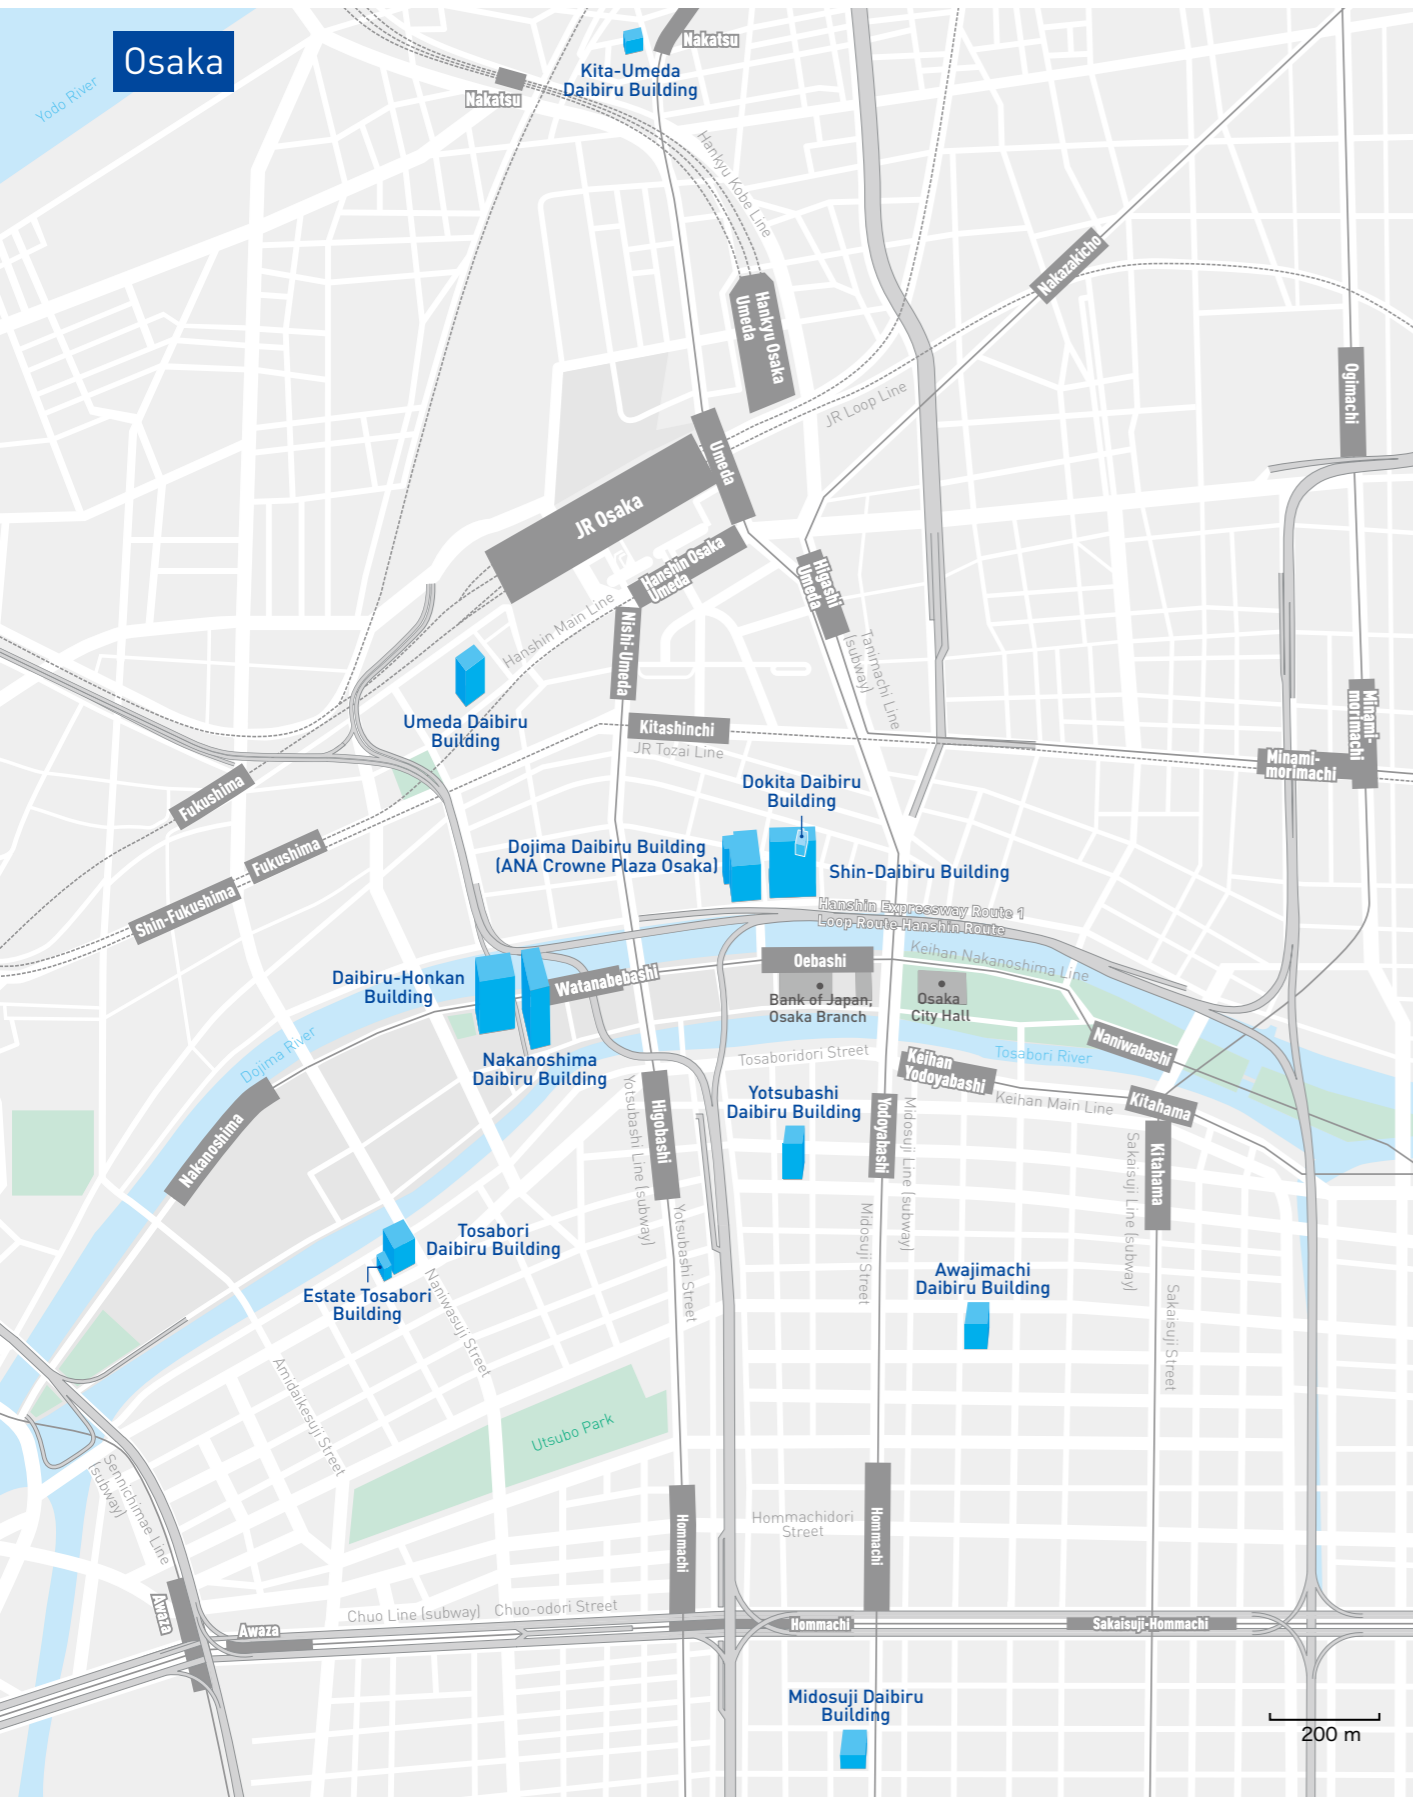 Osaka
Yodo River
Nakatsu
Nakatsu
Kita-Umeda
Daibiru Building
Hankyu Kobe Line
Nakazakicho
Hankyu Osaka
Umeda
Ogimachi
JR Loop Line
Umeda
JR Osaka
Hanshin Osaka
Umeda
Higashi
Umeda
Hanshin Main Line
Nishi-Umeda
Tanimachi Line
(subway)
Umeda Daibiru
Building
Kitashinchi
JR Tozai Line
Minami-
morimachi
Minami-
morimachi
Fukushima
Dokita Daibiru
Building
Fukushima
Dojima Daibiru Building
(ANA Crowne Plaza Osaka)
Shin-Daibiru Building
Shin-Fukushima
Hanshin Expressway Route 1
Loop Route Hanshin Route
Keihan Nakanoshima Line
Oebashi
Daibiru-Honkan
Building
Watanabebashi
Bank of Japan,
Osaka Branch
Osaka
City Hall
Dojima River
Nakanoshima
Daibiru Building
Tosaboridori Street
Keihan
Yodoyabashi
Tosabori River
Naniwabashi
Yotsubashi
Daibiru Building
Keihan Main Line
Kitahama
Nakanoshima
Higobashi
Yotsubashi Line (subway)
Yodoyabashi
Midosuji Line (subway)
Kitahama
Sakaisuji Line (subway)
Yotsubashi Street
Midosuji Street
Tosabori
Daibiru Building
Estate Tosabori
Building
Naniwasuji Street
Awajimachi
Daibiru Building
Sakaisuji Street
Amidaikesuji Street
Utsubo Park
Sennichimae Line
(subway)
Hommachi
Hommachidori
Street
Hommachi
Awaza
Awaza
Chuo Line (subway)
Chuo-odori Street
Hommachi
Sakaisuji-Hommachi
Midosuji Daibiru
Building
200 m